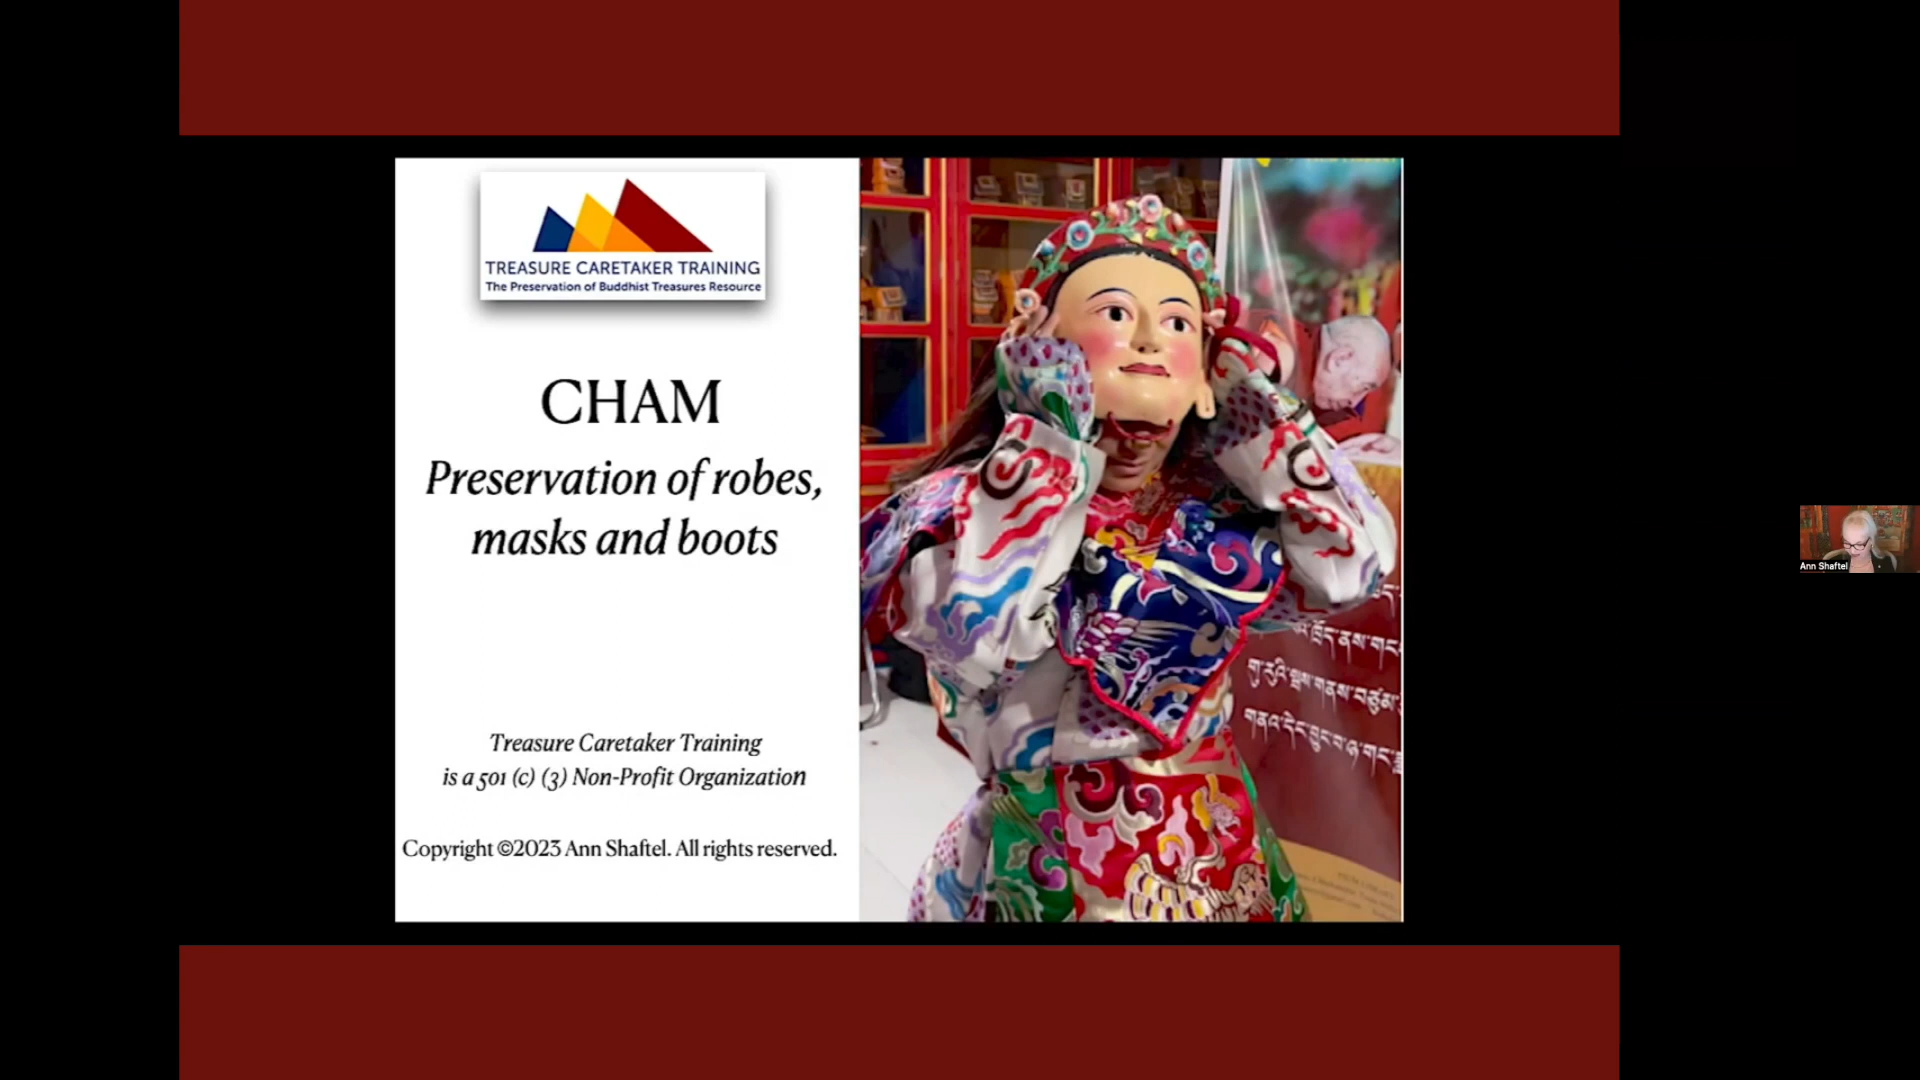 TREASURE CARETAKER TRAINING
The Preservation of Buddhist Treasures Resource
CHAM
Preservation of robes,
masks and boots
Treasure Caretaker Training
is a 501 (c) (3) Non-Profit Organization
Copyright ©2023 Ann Shaftel. All rights reserved.
Ann Shaftel